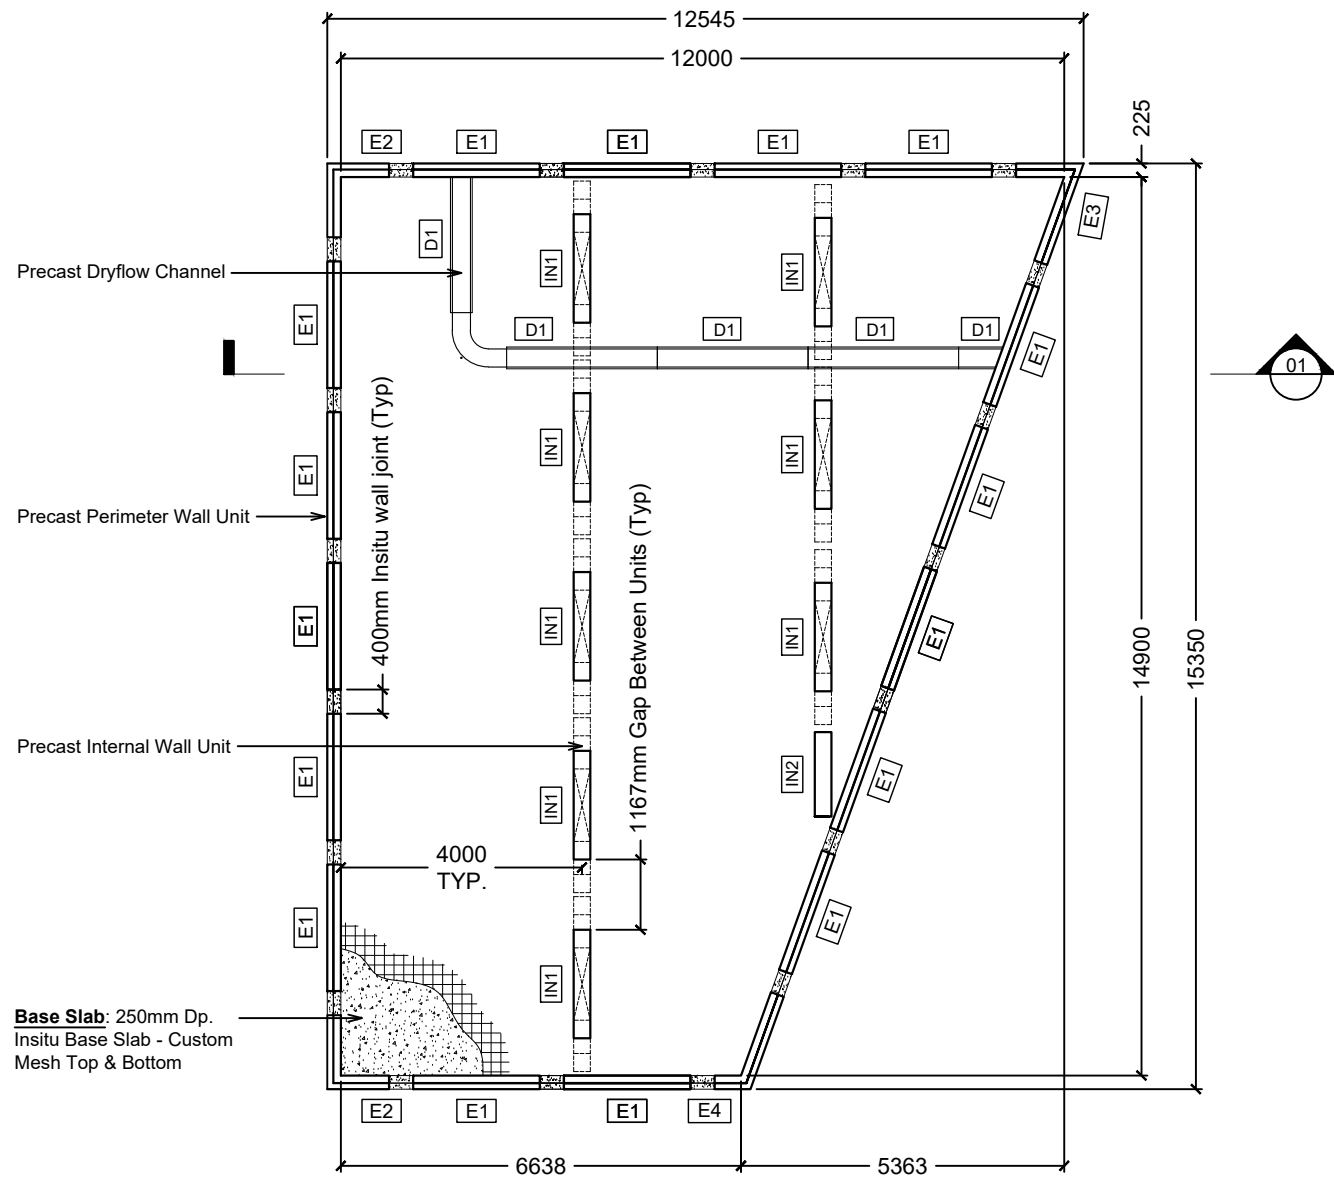 12545
12000
225
E2
E1
E1
E1
E1
E3
D1
IN1
IN1
Precast Dryflow Channel
E1
D1
D1
D1
D1
E1
01
400mm Insitu wall joint (Typ)
E1
IN1
IN1
E1
Precast Perimeter Wall Unit
1167mm Gap Between Units (Typ)
E1
IN1
IN1
E1
14900
15350
Precast Internal Wall Unit
E1
IN1
IN2
E1
4000
TYP.
E1
IN1
E1
Base Slab: 250mm Dp.
Insitu Base Slab - Custom
Mesh Top & Bottom
E2
E1
E1
E4
6638
5363